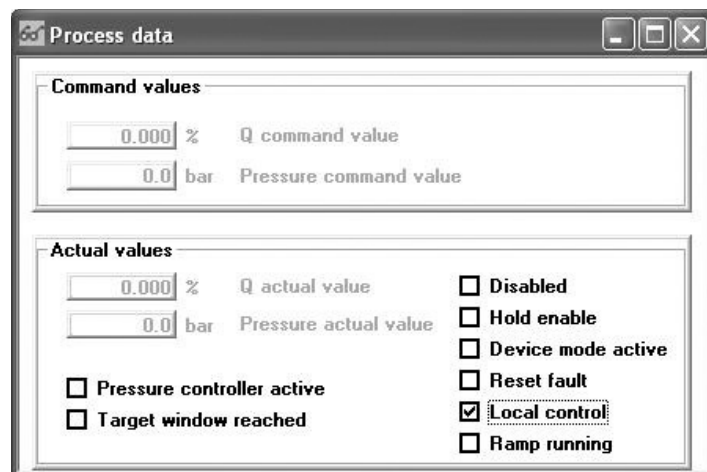 Process data
Command values
0.000 % Q command value
0.0 bar Pressure command value
Actual values
0.000 % Q actual value
0.0 bar Pressure actual value
Pressure controller active
Target window reached
Disabled
Hold enable
Device mode active
Reset fault
Local control
Ramp running